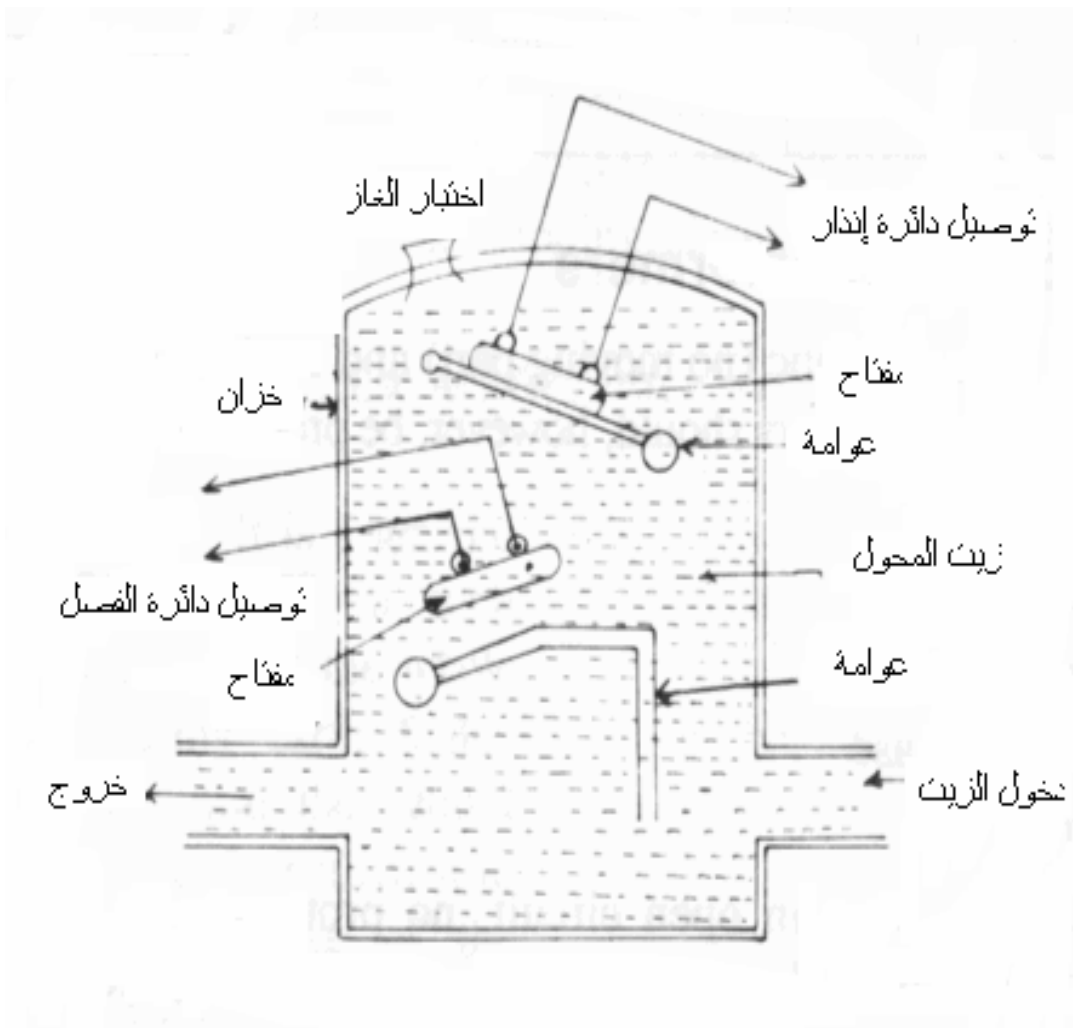 اختبار الغاز
توصيل دائرة إنذار
مفتاح
خزان
عوامة
زيت المحول
توصيل دائرة الفصل
عوامة
مفتاح
دخول الزيت
خروج